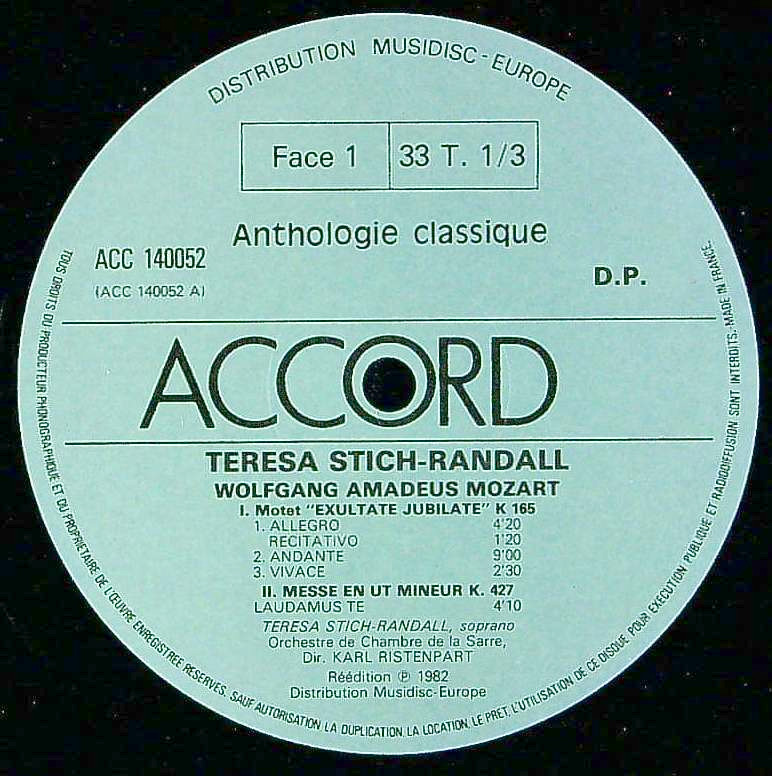 DISTRIBUTION MUSIDISC - EUROPE
Face 1 33 T. 1/3
Anthologie classique
ACC 140052
(ACC 140052 A)
D.P.
ACCORD
TERESA STICH-RANDALL
WOLFGANG AMADEUS MOZART
I. Motet "EXULTATE JUBILATE" K 165
1. ALLEGRO 4'20
RECITATIVO 1'20
2. ANDANTE 9'00
3. VIVACE 2'30
II. MESSE EN UT MINEUR K. 427
LAUDAMUS TE 4'10
TERESA STICH-RANDALL, soprano
Orchestre de Chambre de la Sarre,
Dir. KARL RISTENPART
Réédition ℗ 1982
Distribution Musidisc-Europe
TOUS DROITS DU PRODUCTEUR PHONOGRAPHIQUE ET DU PROPRIETAIRE DE L'ŒUVRE ENREGISTREE RESERVES. SAUF AUTORISATION LA DUPLICATION, LA LOCATION, LE PRET, L'UTILISATION DE CE DISQUE POUR EXECUTION PUBLIQUE ET RADIODIFFUSION SONT INTERDITS. MADE IN FRANCE.